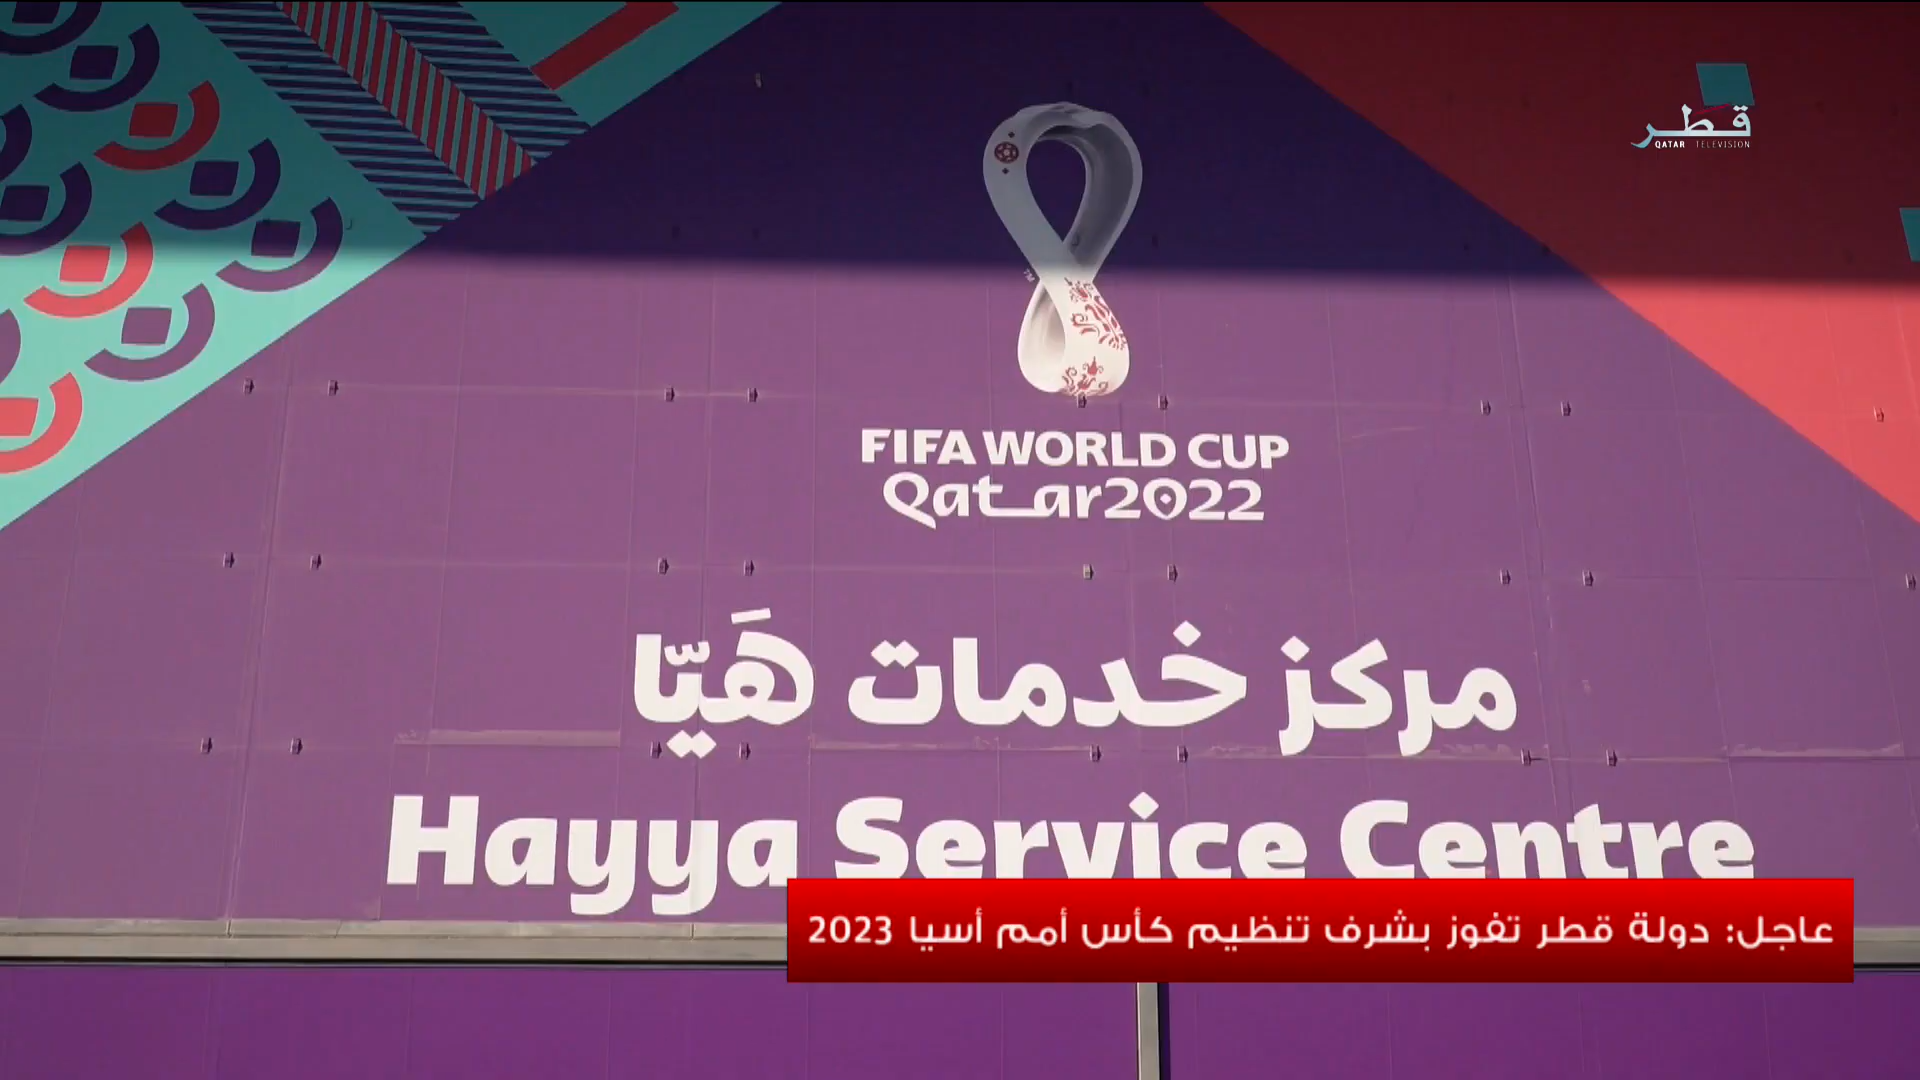 قطر
QATAR TELEVISION
FIFA WORLD CUP
Qatar2022
مركز خدمات هَيّا
Hayya Service Centre
عاجل: دولة قطر تفوز بشرف تنظيم كأس أمم أسيا 2023